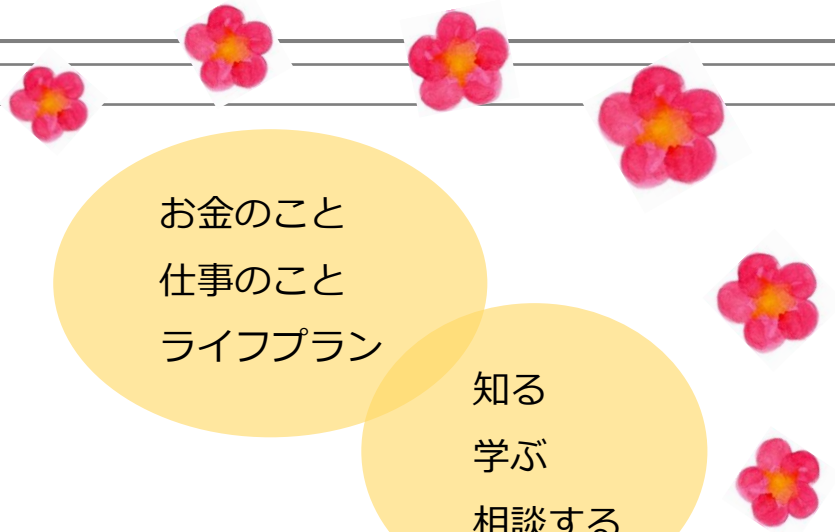 お金のこと
仕事のこと
ライフプラン
知る
学ぶ
相談する